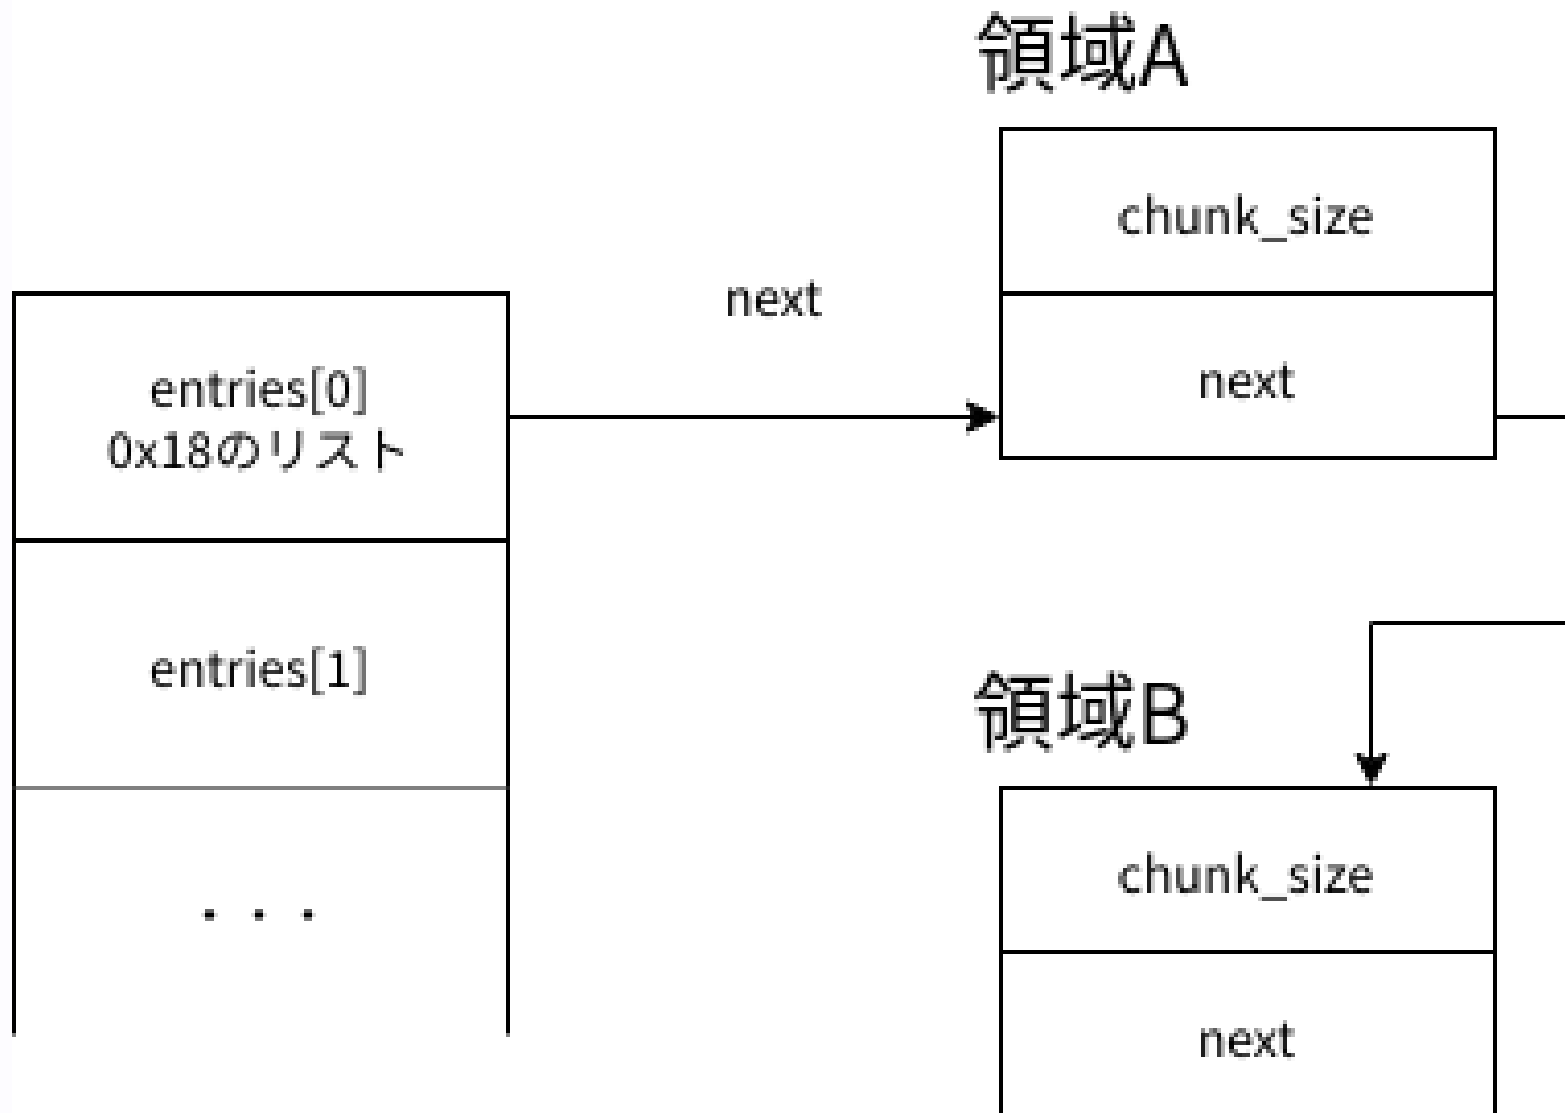 領域A
chunk_size
next
next
entries[0]
0x18のリスト
entries[1]
・・・
領域B
chunk_size
next